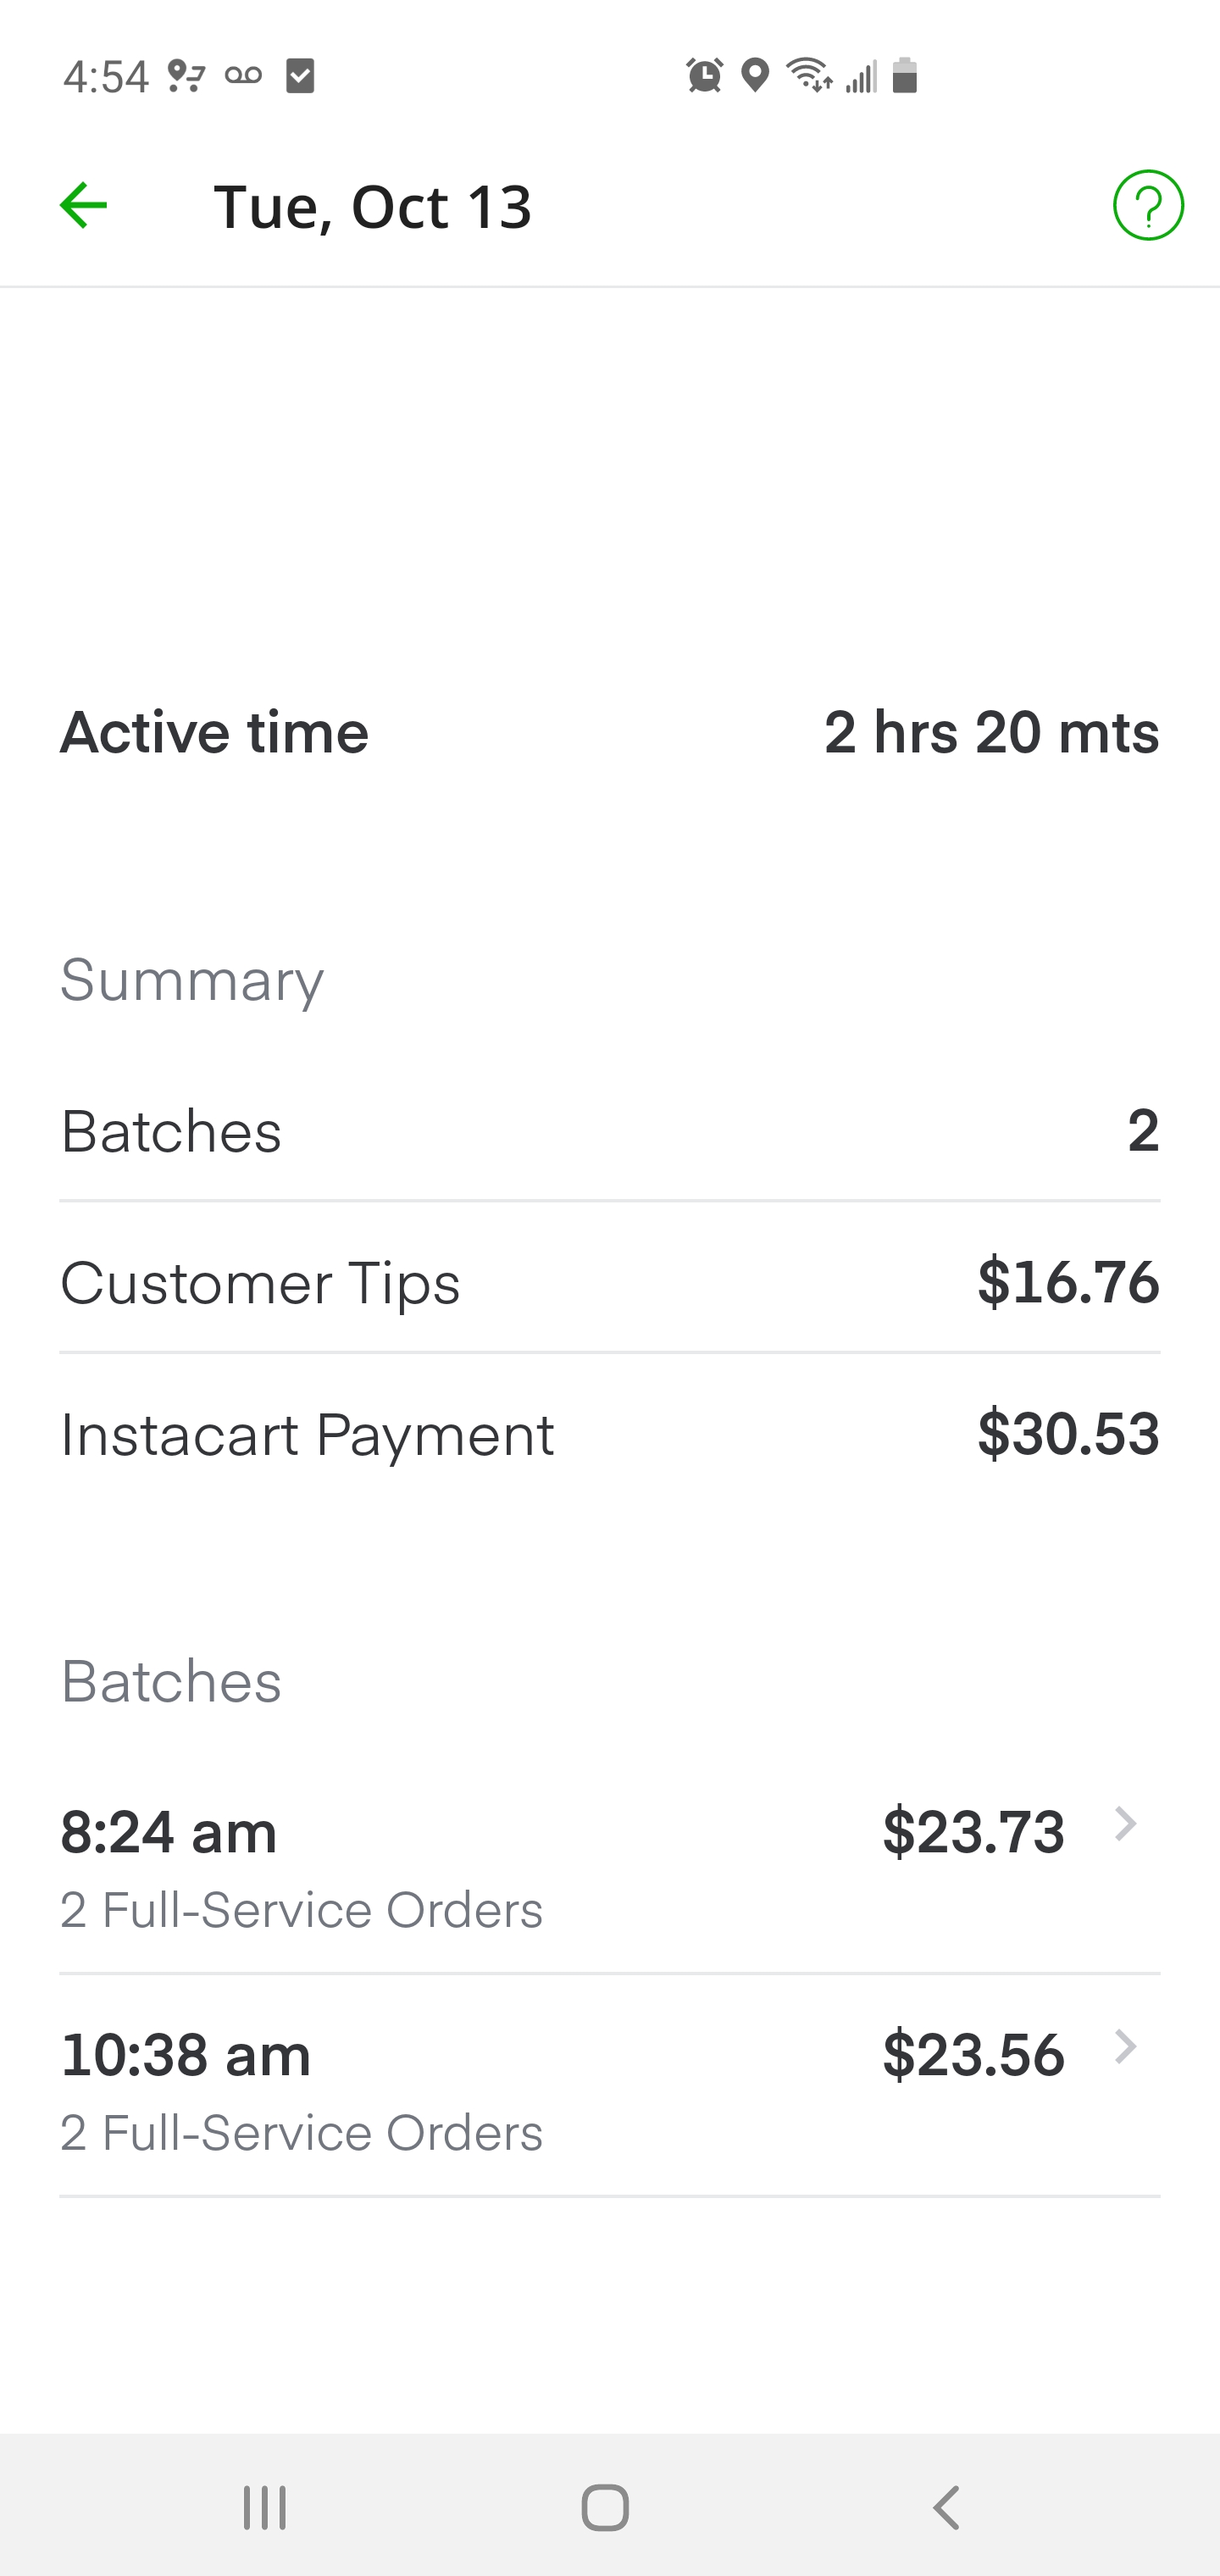 4:54
Tue, Oct 13
Active time 2 hrs 20 mts
Summary
Batches 2
Customer Tips $16.76
Instacart Payment $30.53
Batches
8:24 am $23.73
2 Full-Service Orders
10:38 am $23.56
2 Full-Service Orders